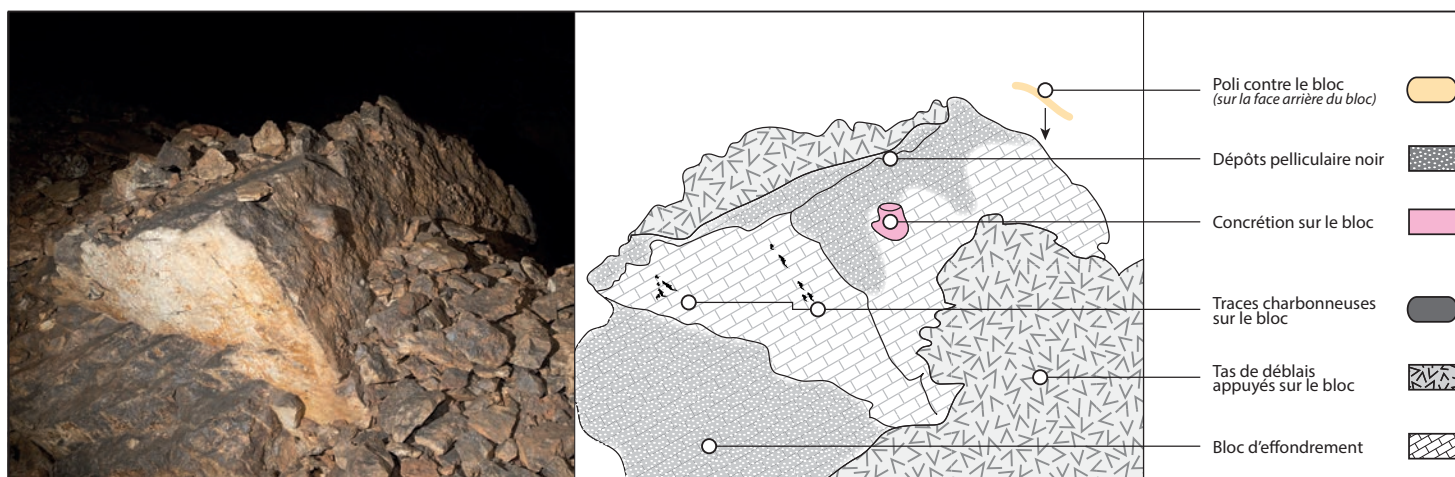 Poli contre le bloc
(sur la face arrière du bloc)
Dépôts pelliculaire noir
Concrétion sur le bloc
Traces charbonneuses
sur le bloc
Tas de déblais
appuyés sur le bloc
Bloc d'effondrement